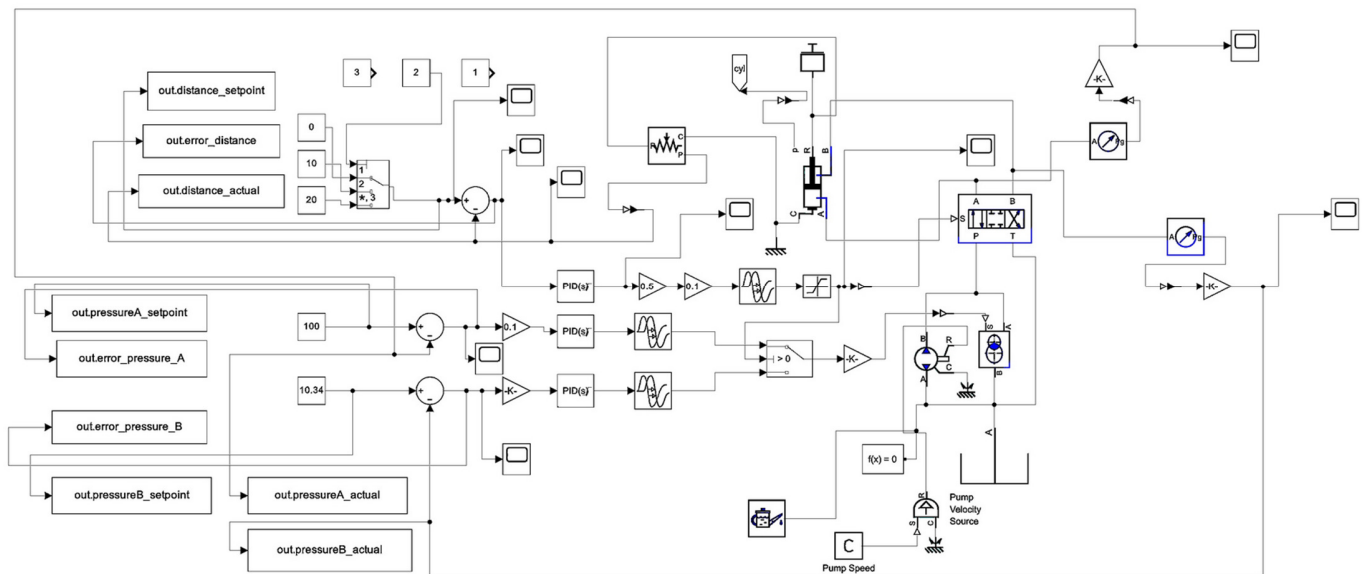 3
2
1
out.distance_setpoint
out.error_distance
out.distance_actual
0
10
20
1
2
*, 3
+
−
cyl
R
C
P
P
R
B
C
A
A
B
S
P
T
-K-
A
Pg
A
Pg
-K-
PID(s)
0.5
0.1
out.pressureA_setpoint
out.error_pressure_A
100
+
−
0.1
PID(s)
> 0
-K-
10.34
+
−
-K-
PID(s)
B
R
C
A
S
A
B
out.error_pressure_B
out.pressureB_setpoint
out.pressureA_actual
out.pressureB_actual
f(x) = 0
A
R
S
C
Pump
Velocity
Source
C
Pump Speed